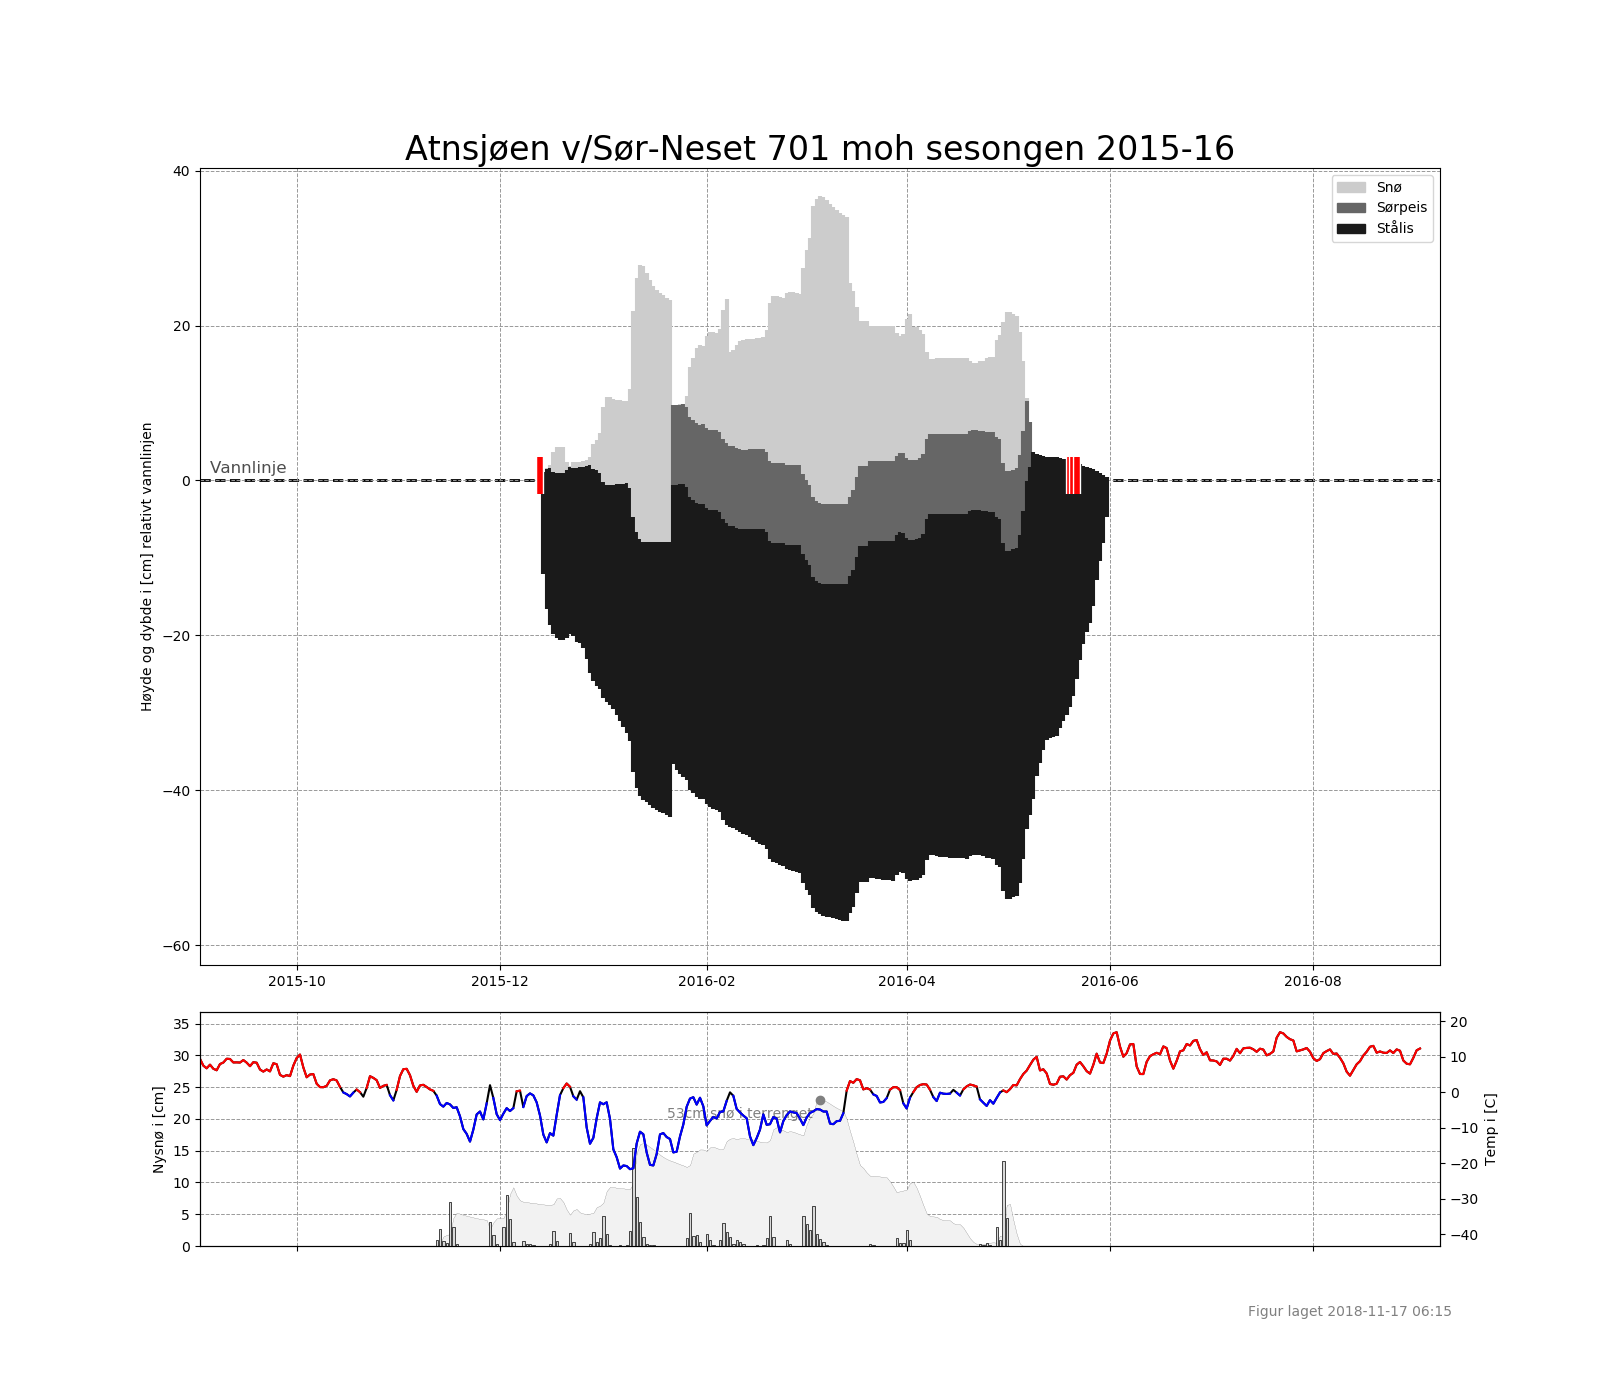 Atnsjøen v/Sør-Neset 701 moh sesongen 2015-16
Høyde og dybde i [cm] relativt vannlinjen
40
20
0
−20
−40
−60
Vannlinje
Snø
Sørpeis
Stålis
2015-10 2015-12 2016-02 2016-04 2016-06 2016-08
Nysnø i [cm]
35
30
25
20
15
10
5
0
53cm snø i terrenget
20
10
0
−10
−20
−30
−40
Temp i [C]
Figur laget 2018-11-17 06:15